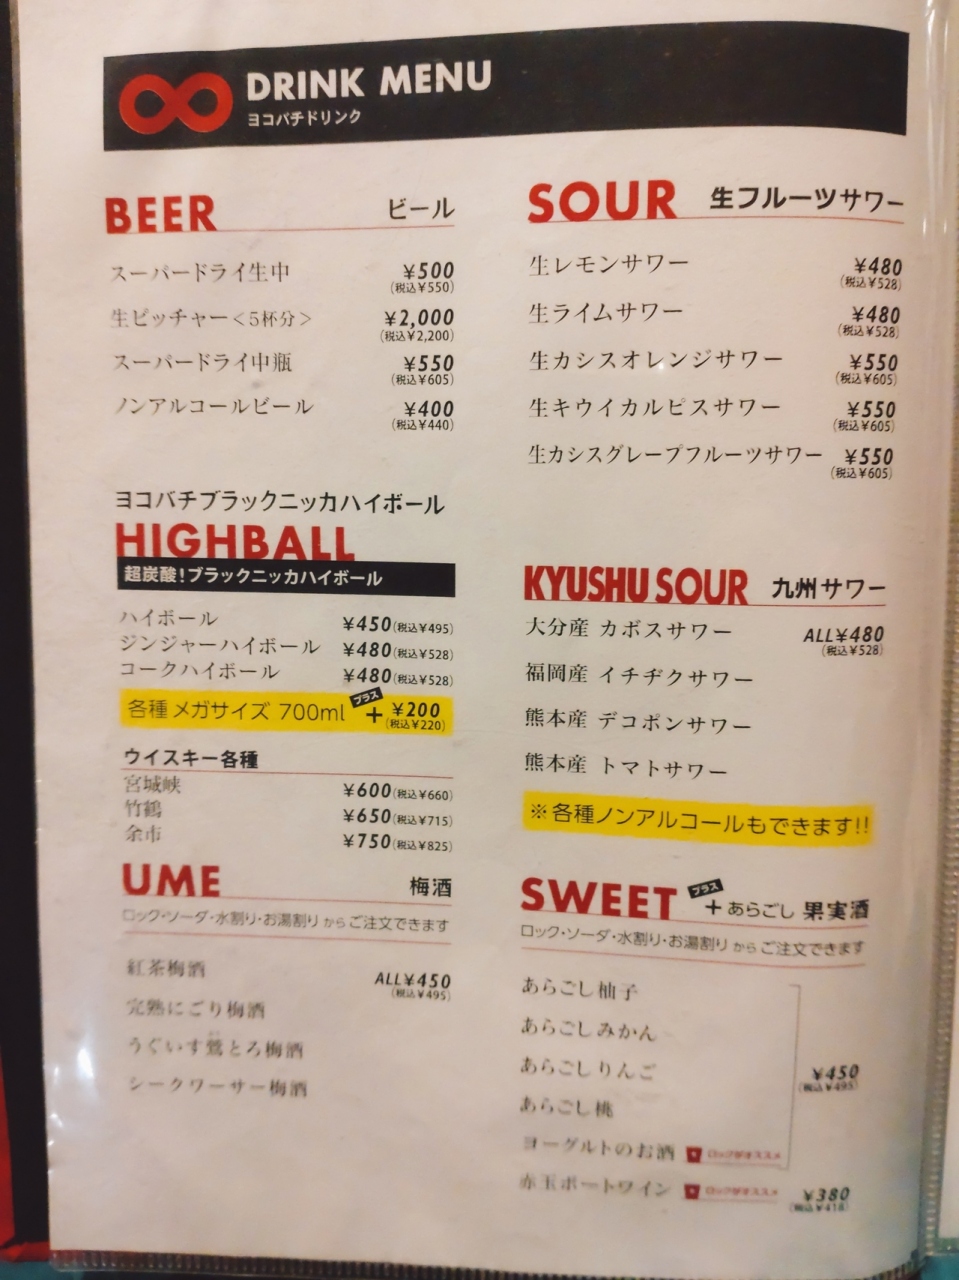 DRINK MENU
ヨコバチドリンク
BEER ビール
スーパードライ生中 ¥500
(税込¥550)
生ピッチャー＜5杯分＞ ¥2,000
(税込¥2,200)
スーパードライ中瓶 ¥550
(税込¥605)
ノンアルコールビール ¥400
(税込¥440)
ヨコバチブラックニッカハイボール
HIGHBALL
超炭酸!ブラックニッカハイボール
ハイボール ¥450(税込¥495)
ジンジャーハイボール ¥480(税込¥528)
コークハイボール ¥480(税込¥528)
各種 メガサイズ 700ml プラス + ¥200
(税込¥220)
ウイスキー各種
宮城峡 ¥600(税込¥660)
竹鶴 ¥650(税込¥715)
余市 ¥750(税込¥825)
UME 梅酒
ロック・ソーダ・水割り・お湯割り からご注文できます
紅茶梅酒 ALL¥450
(税込¥495)
完熟にごり梅酒
うぐいす鶯とろ梅酒
シークワーサー梅酒
SOUR 生フルーツサワー
生レモンサワー ¥480
(税込¥528)
生ライムサワー ¥480
(税込¥528)
生カシスオレンジサワー ¥550
(税込¥605)
生キウイカルピスサワー ¥550
(税込¥605)
生カシスグレープフルーツサワー ¥550
(税込¥605)
KYUSHU SOUR 九州サワー
大分産 カボスサワー ALL¥480
(税込¥528)
福岡産 イチヂクサワー
熊本産 デコポンサワー
熊本産 トマトサワー
※各種ノンアルコールもできます!!
SWEET プラス + あらごし 果実酒
ロック・ソーダ・水割り・お湯割り からご注文できます
あらごし柚子
あらごしみかん
あらごしりんご
¥450
(税込¥495)
あらごし桃
ヨーグルトのお酒 ロックがオススメ
赤玉ポートワイン ロックがオススメ ¥380
(税込¥418)